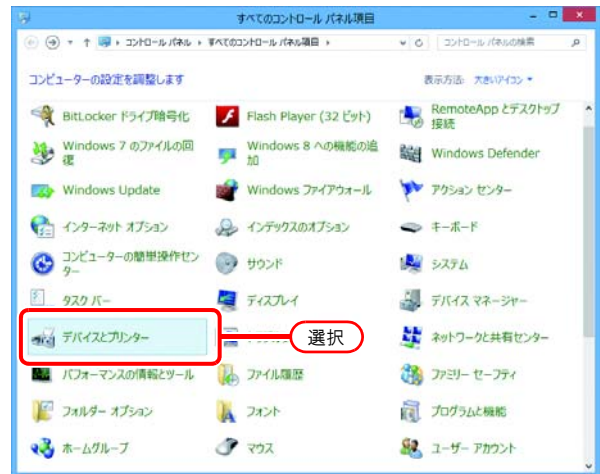 すべてのコントロール パネル項目
コントロール パネル ▸ すべてのコントロール パネル項目 ▸
コントロール パネルの検索
コンピューターの設定を調整します
表示方法: 大きいアイコン
BitLocker ドライブ暗号化
Flash Player (32 ビット)
RemoteApp とデスクトップ
接続
Windows 7 のファイルの回
復
Windows 8 への機能の追
加
Windows Defender
Windows Update
Windows ファイアウォール
アクション センター
インターネット オプション
インデックスのオプション
キーボード
コンピューターの簡単操作セン
ター
サウンド
システム
タスク バー
ディスプレイ
デバイス マネージャー
デバイスとプリンター
選択
ネットワークと共有センター
パフォーマンスの情報とツール
ファイル履歴
ファミリー セーフティ
フォルダー オプション
フォント
プログラムと機能
ホームグループ
マウス
ユーザー アカウント